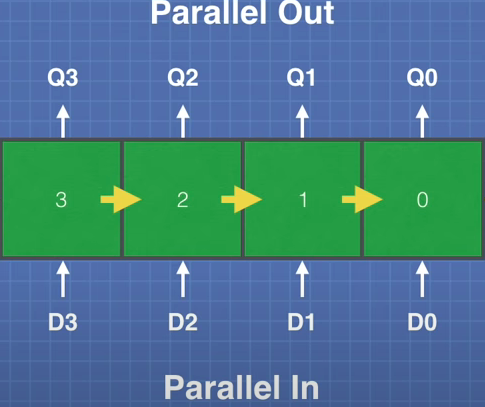 Parallel Out
Q3 Q2 Q1 Q0
3 2 1 0
D3 D2 D1 D0
Parallel In